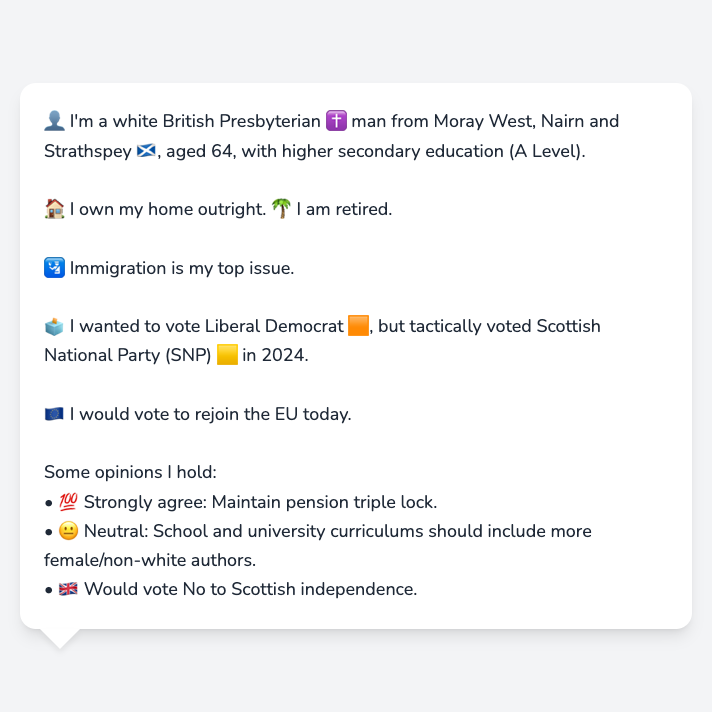 👤 I'm a white British Presbyterian ✝️ man from Moray West, Nairn and
Strathspey 🏴󠁧󠁢󠁳󠁣󠁴󠁿, aged 64, with higher secondary education (A Level).
🏠 I own my home outright. 🌴 I am retired.
🛂 Immigration is my top issue.
🗳️ I wanted to vote Liberal Democrat 🟧, but tactically voted Scottish
National Party (SNP) 🟨 in 2024.
🇪🇺 I would vote to rejoin the EU today.
Some opinions I hold:
• 💯 Strongly agree: Maintain pension triple lock.
• 😐 Neutral: School and university curriculums should include more
female/non-white authors.
• 🇬🇧 Would vote No to Scottish independence.